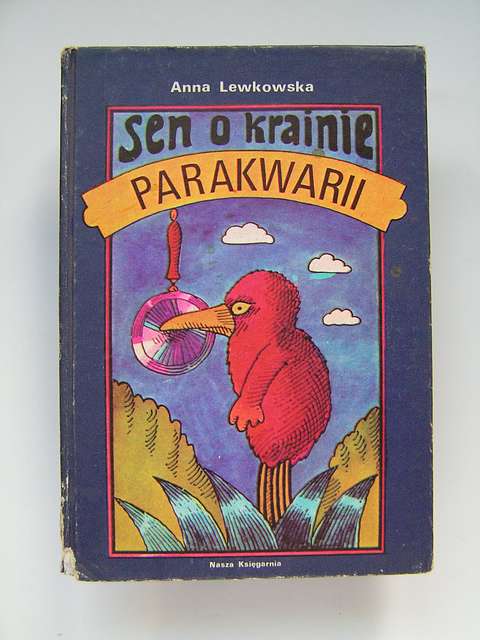 Anna Lewkowska
sen o krainie
PARAKWARII
Nasza Księgarnia